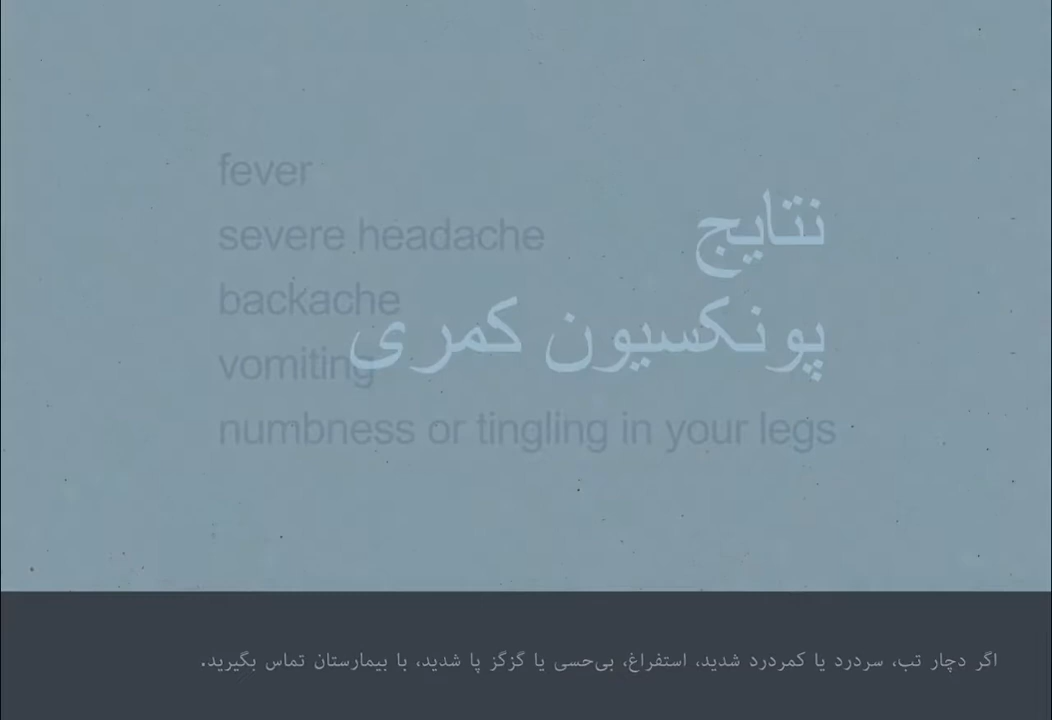 fever
severe headache
backache
vomiting
numbness or tingling in your legs
نتایج
پونکسیون کمری
اگر دچار تب، سردرد یا کمردرد شدید، استفراغ، بی‌حسی یا گزگز پا شدید، با بیمارستان تماس بگیرید.